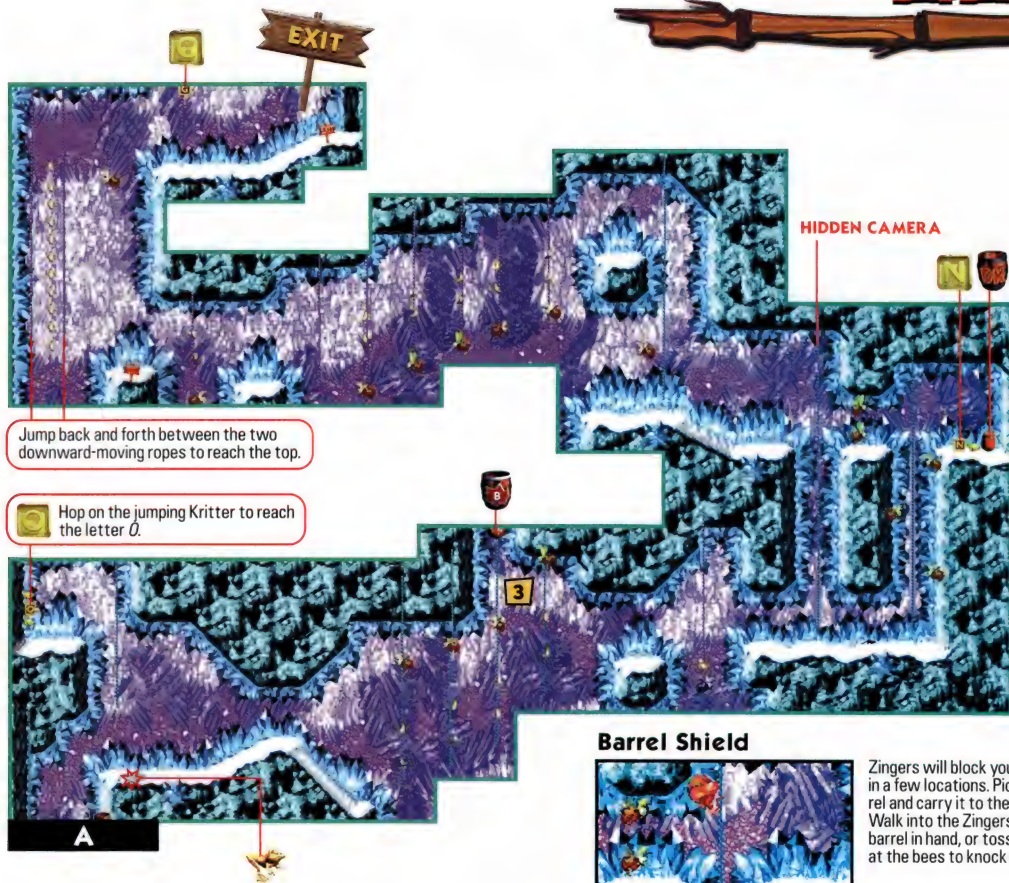 G
EXIT
HIDDEN CAMERA
N
Jump back and forth between the two
downward-moving ropes to reach the top.
B
O
Hop on the jumping Kritter to reach
the letter O.
3
A
Barrel Shield
Zingers will block you
in a few locations. Pic
rel and carry it to the
Walk into the Zingers
barrel in hand, or toss
at the bees to knock